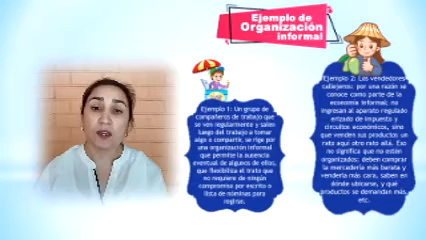 Ejemplo de
Organización
informal
Ejemplo 1: Un grupo de
compañeros de trabajo que
se ven regularmente y salen
luego del trabajo a tomar
algo o compartir, se rige por
una organización informal
que permite la ausencia
eventual de algunos de ellos,
que flexibiliza el trato que
no requiere de ningún
compromiso por escrito o
lista de nóminas para
regirse.
Ejemplo 2: Los vendedores
callejeros: por una razón se
conoce como parte de la
economía informal; no
ingresan al aparato regulado
erizado de impuesto y
circuitos económicos, sino
que venden sus productos un
rato aquí otro rato allá. Eso
no significa que no estén
organizados: deben comprar
la mercadería más barata y
venderla más cara, saben en
dónde ubicarse, y qué
productos se demandan más,
etc.